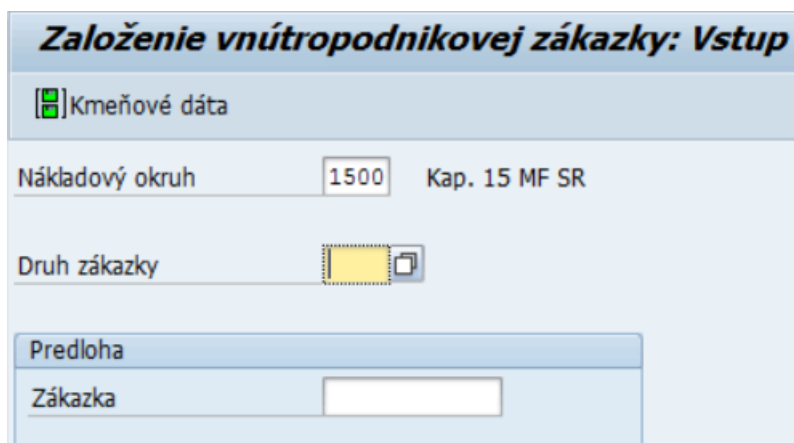 Založenie vnútropodnikovej zákazky: Vstup
Kmeňové dáta
Nákladový okruh 1500 Kap. 15 MF SR
Druh zákazky
Predloha
Zákazka